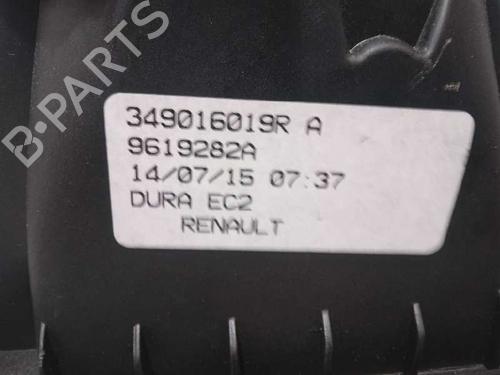 B-PARTS
349016019R A
9619282A
14/07/15 07:37
DURA EC2
RENAULT